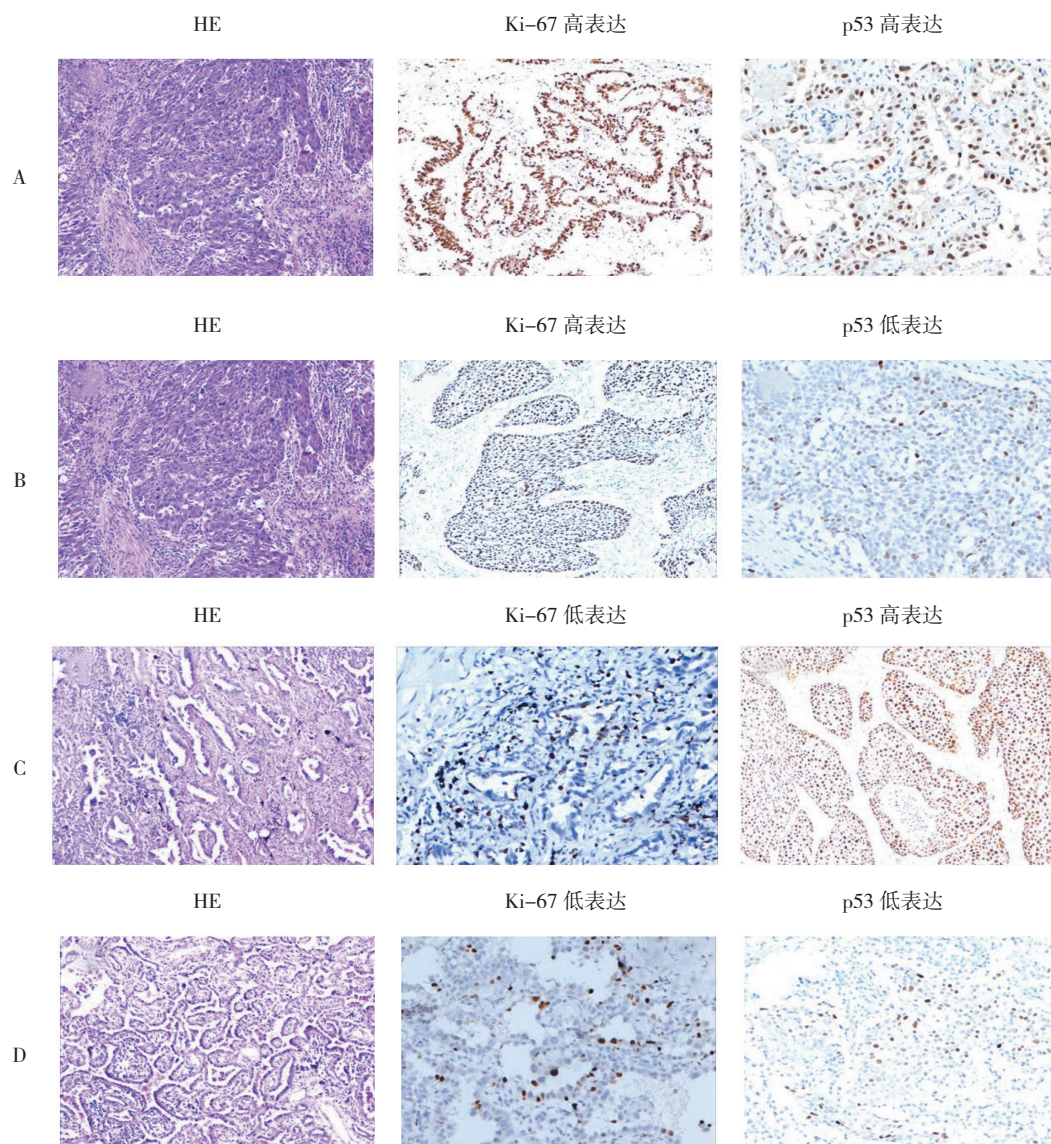 HE Ki-67 高表达 p53 高表达
A
HE Ki-67 高表达 p53 低表达
B
HE Ki-67 低表达 p53 高表达
C
HE Ki-67 低表达 p53 低表达
D